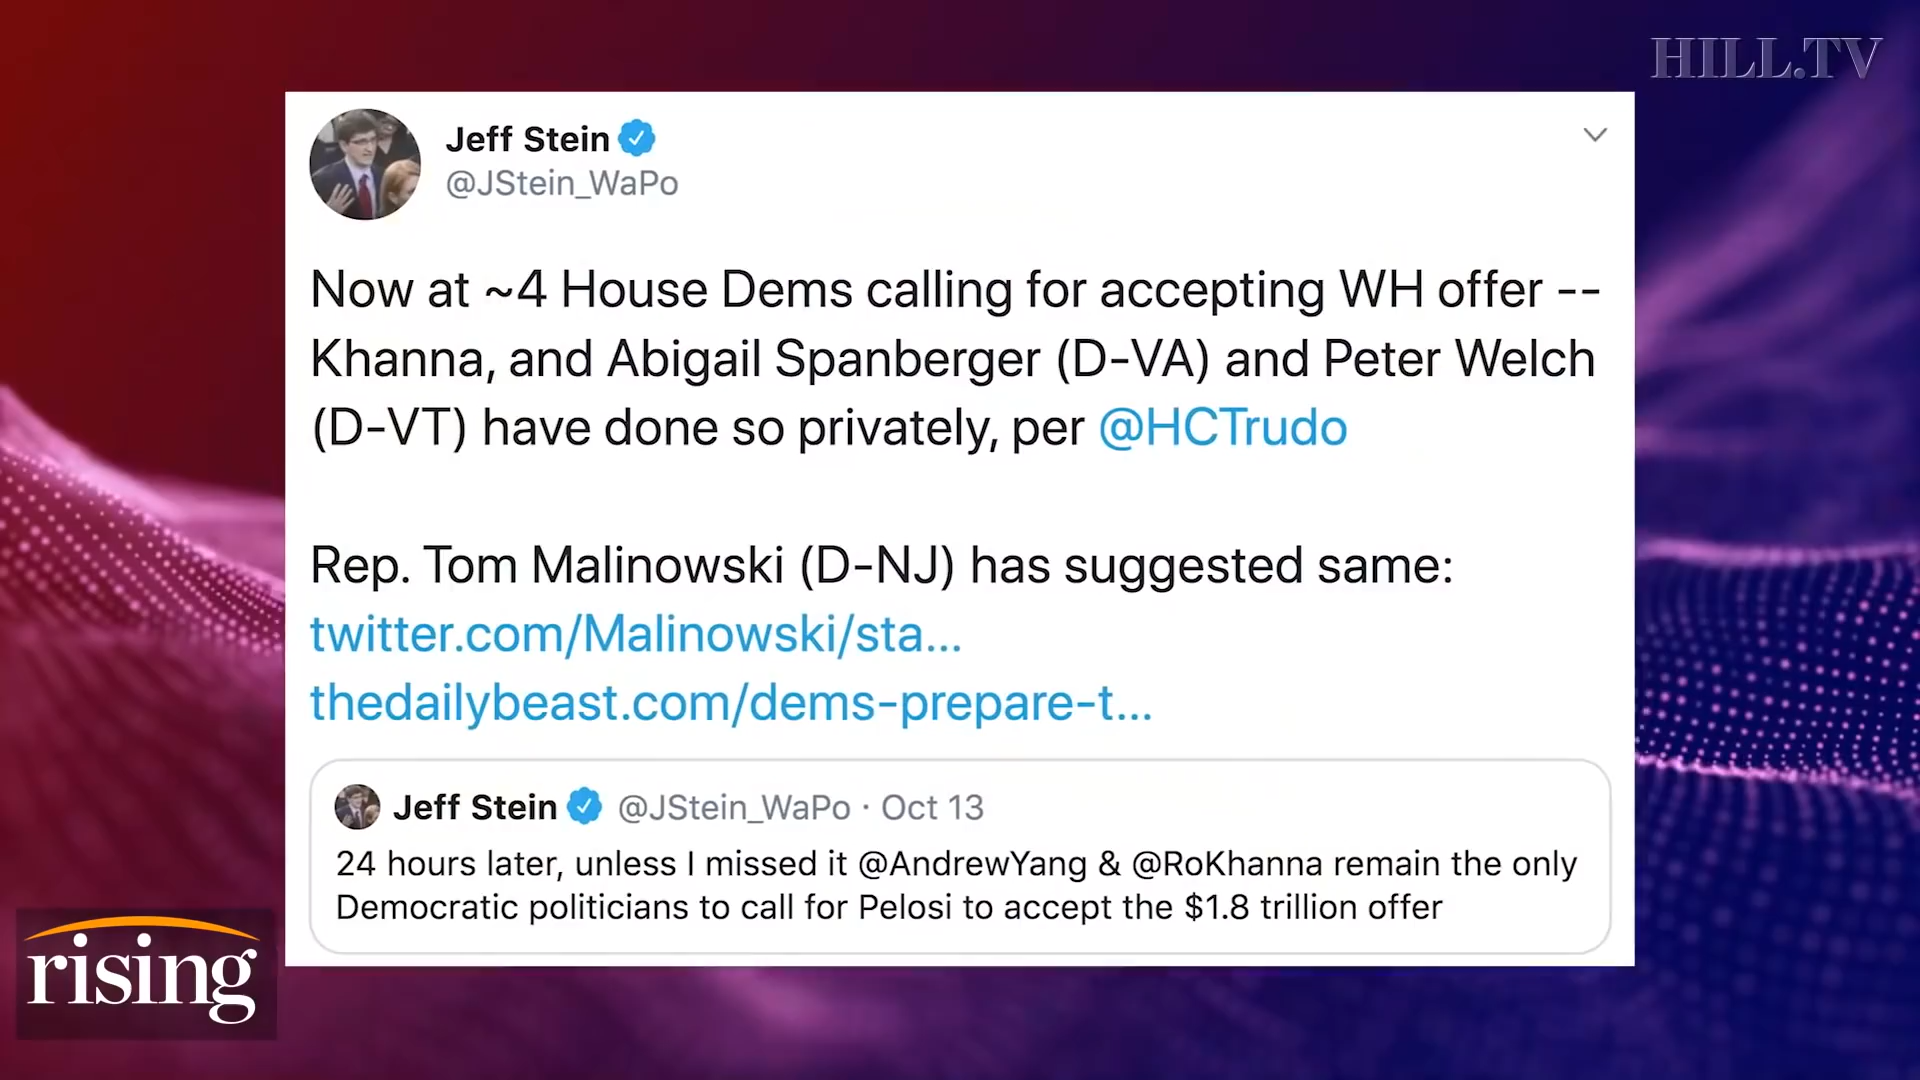 HILL.TV
Jeff Stein
@JStein_WaPo
Now at ~4 House Dems calling for accepting WH offer --
Khanna, and Abigail Spanberger (D-VA) and Peter Welch
(D-VT) have done so privately, per @HCTrudo
Rep. Tom Malinowski (D-NJ) has suggested same:
twitter.com/Malinowski/sta...
thedailybeast.com/dems-prepare-t...
Jeff Stein @JStein_WaPo · Oct 13
24 hours later, unless I missed it @AndrewYang & @RoKhanna remain the only
Democratic politicians to call for Pelosi to accept the $1.8 trillion offer
rising